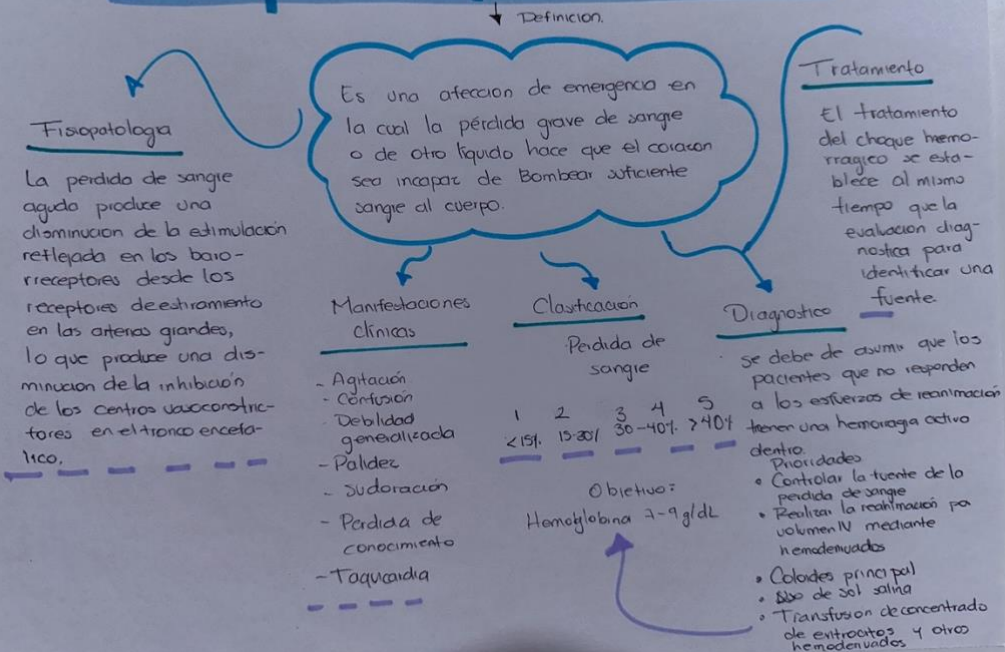 Definicion.
Es una afeccion de emergencia en
la cual la pérdida grave de sangre
o de otro liquido hace que el corazon
sea incapaz de Bombear suficiente
sangre al cuerpo.
Fisiopatologia
La perdida de sangre
aguda produce una
disminucion de la estimulación
reflejada en los baro-
rreceptores desde los
receptores de estiramiento
en las arterias grandes,
lo que produce una dis-
minucion de la inhibición
de los centros vasoconstric-
tores en el tronco encefa-
lico.
Manifestaciones
clínicas
- Agitación
- Confusión
- Debilidad
generalizada
- Palidez
- Sudoración
- Perdida de
conocimiento
- Taquicardia
Clasificación
Perdida de
sangre
1 2 3 4 5
<15% 15-30% 30-40% >40%
Objetivo:
Hemoglobina 7-9 g/dL
Tratamiento
El tratamiento
del choque hemo-
rragico se esta-
blece al mismo
tiempo que la
evaluacion diag-
nostica para
identificar una
fuente.
Diagnostico
se debe de asumir que los
pacientes que no responden
a los esfuerzos de reanimación
tienen una hemorragia activa
dentro.
Prioridades
• Controlar la fuente de la
perdida de sangre
• Realizar la reanimación por
volumen IV mediante
hemoderivados
• Coloides principal
• Uso de sol salina
• Transfusion de concentrado
de eritrocitos y otros
hemoderivados